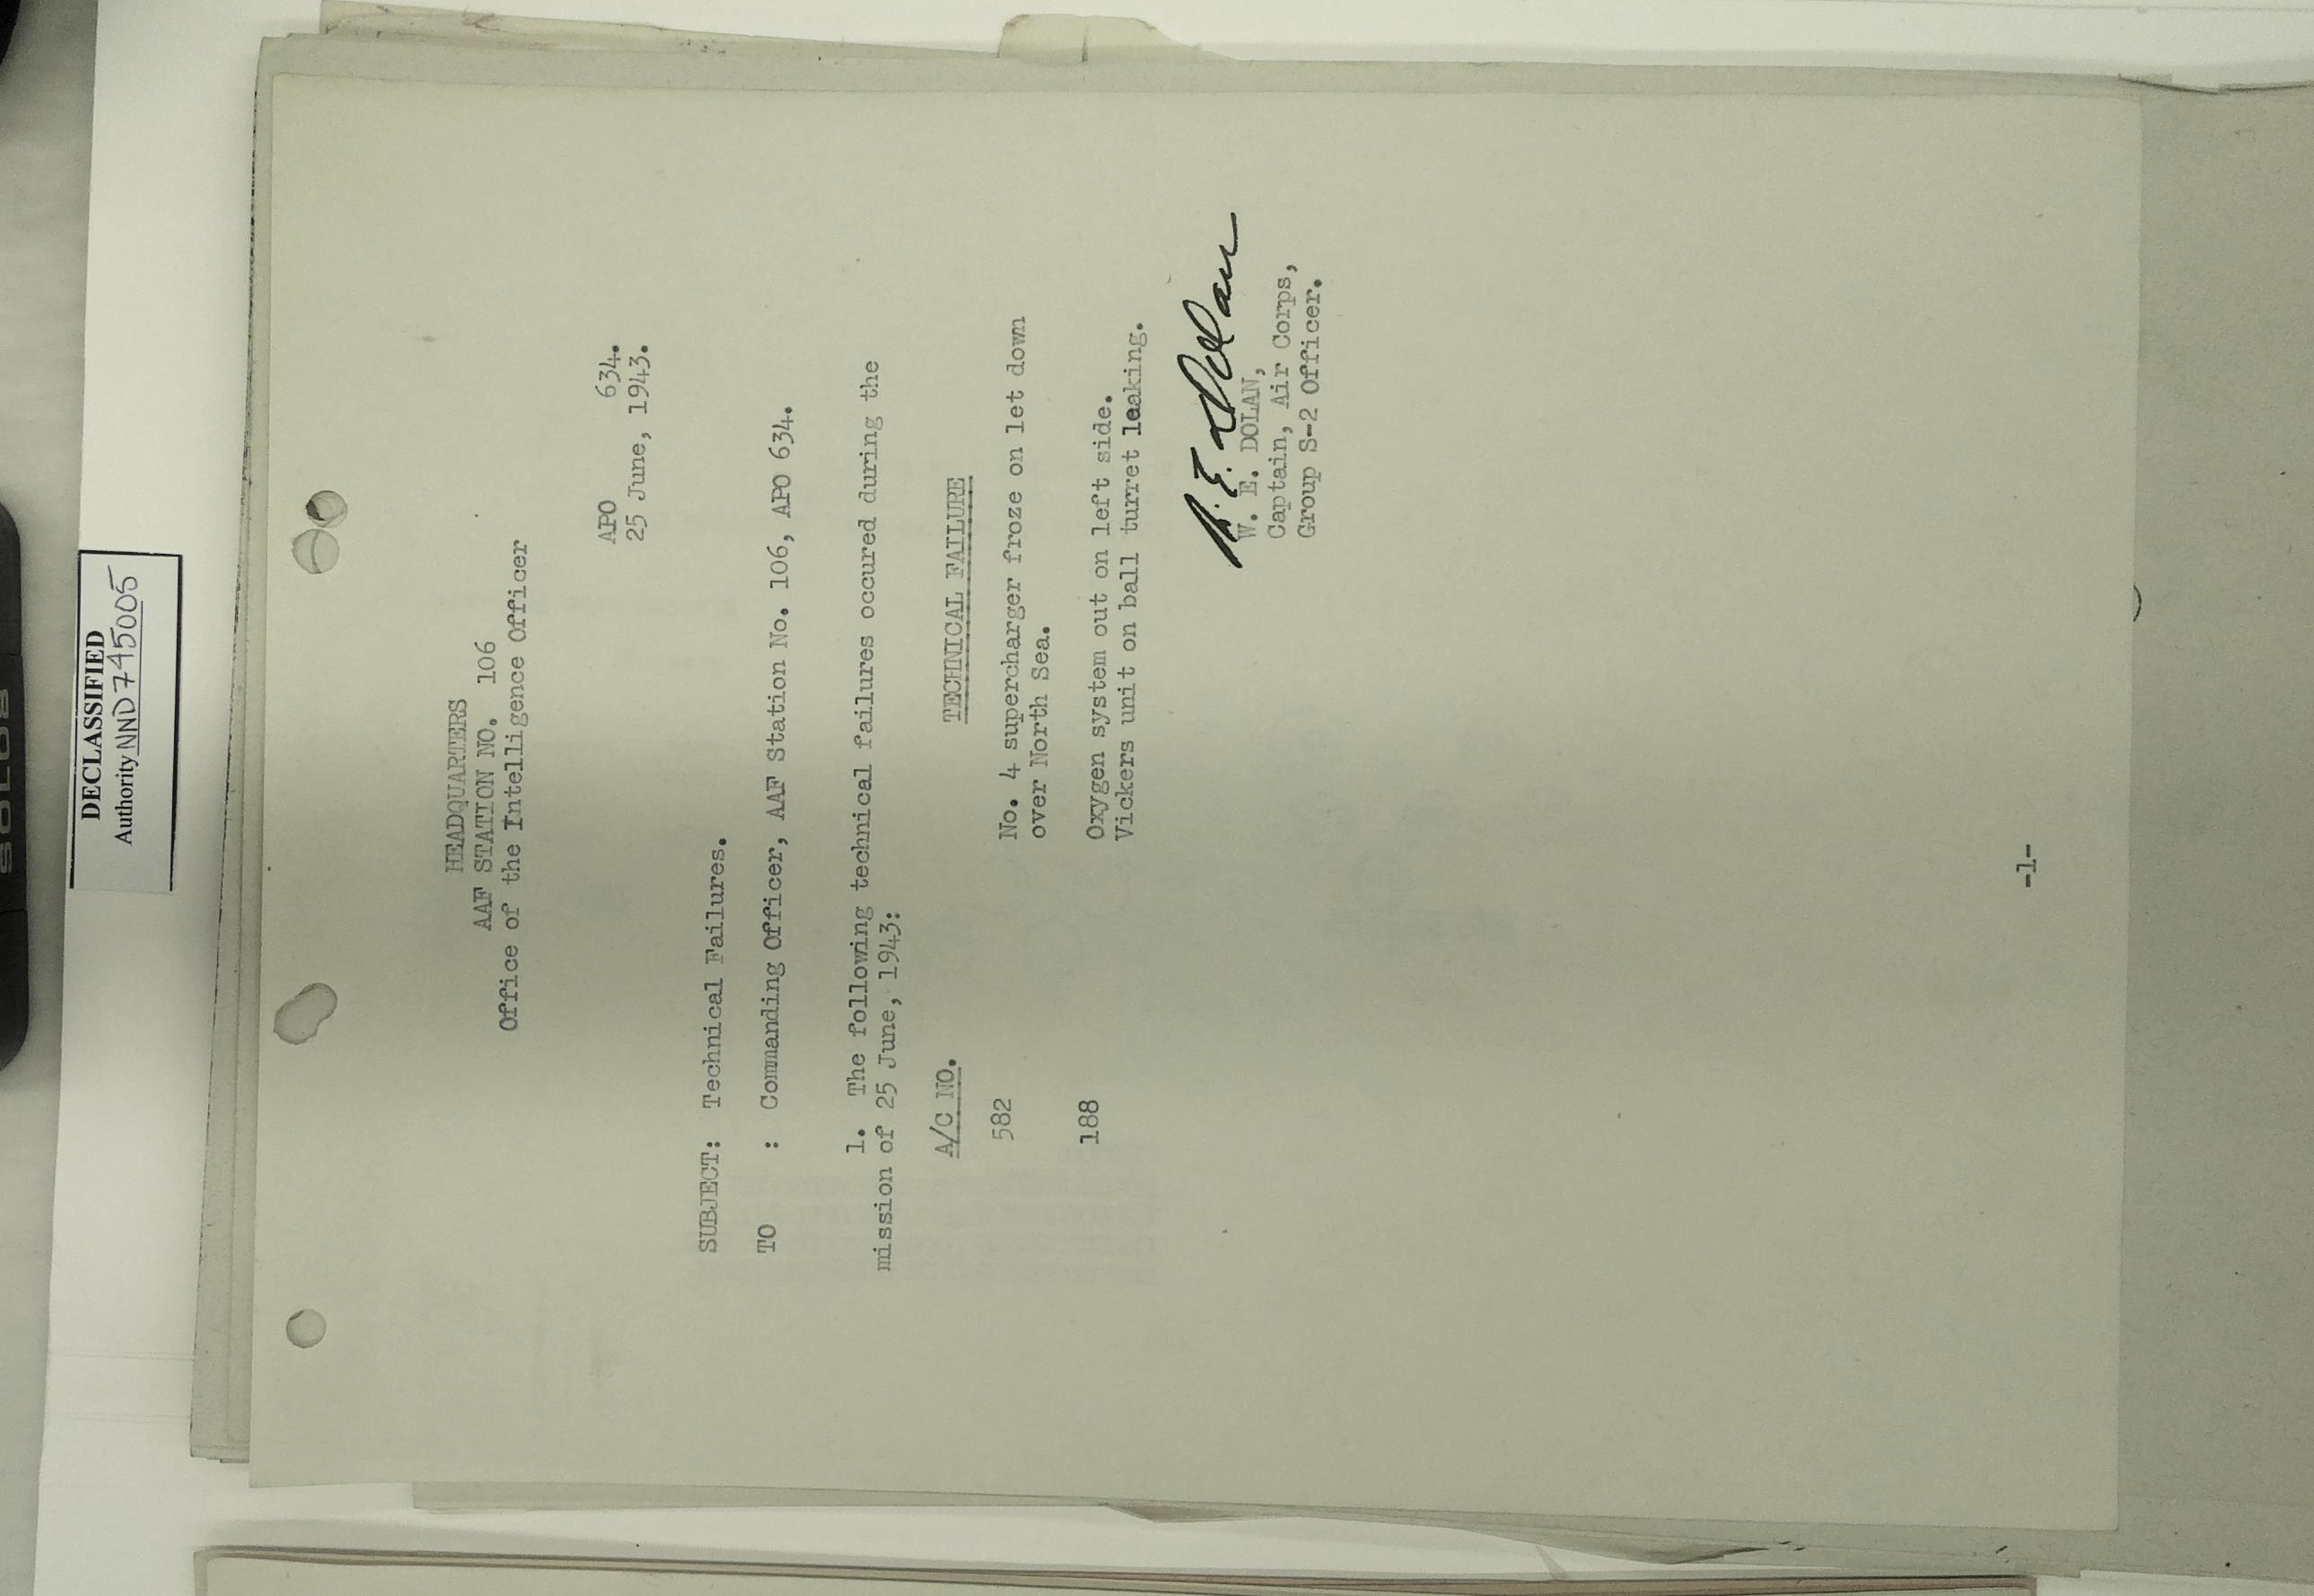 DECLASSIFIED
Authority NND745005
HEADQUARTERS
AAF STATION NO. 106
Office of the Intelligence Officer
APO 634.
25 June, 1943.
SUBJECT: Technical Failures.
TO : Commanding Officer, AAF Station No. 106, APO 634.
1. The following technical failures occured during the
mission of 25 June, 1943:
A/C NO. TECHNICAL FAILURE
582 No. 4 supercharger froze on let down
over North Sea.
188 Oxygen system out on left side.
Vickers unit on ball turret leaking.
W. E. Dolan
W. E. DOLAN,
Captain, Air Corps,
Group S-2 Officer.
-1-